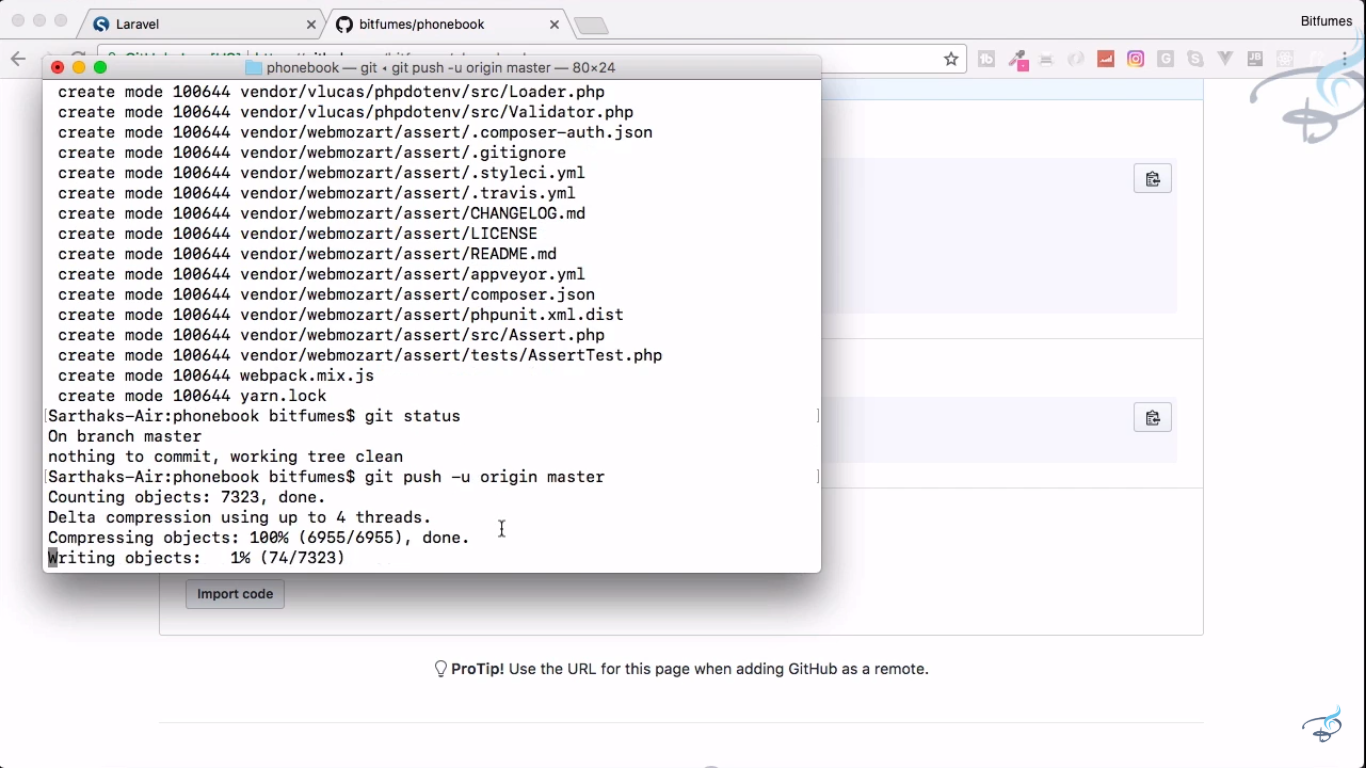 Laravel
bitfumes/phonebook
Bitfumes
phonebook — git ◂ git push -u origin master — 80×24
create mode 100644 vendor/vlucas/phpdotenv/src/Loader.php
create mode 100644 vendor/vlucas/phpdotenv/src/Validator.php
create mode 100644 vendor/webmozart/assert/.composer-auth.json
create mode 100644 vendor/webmozart/assert/.gitignore
create mode 100644 vendor/webmozart/assert/.styleci.yml
create mode 100644 vendor/webmozart/assert/.travis.yml
create mode 100644 vendor/webmozart/assert/CHANGELOG.md
create mode 100644 vendor/webmozart/assert/LICENSE
create mode 100644 vendor/webmozart/assert/README.md
create mode 100644 vendor/webmozart/assert/appveyor.yml
create mode 100644 vendor/webmozart/assert/composer.json
create mode 100644 vendor/webmozart/assert/phpunit.xml.dist
create mode 100644 vendor/webmozart/assert/src/Assert.php
create mode 100644 vendor/webmozart/assert/tests/AssertTest.php
create mode 100644 webpack.mix.js
create mode 100644 yarn.lock
[Sarthaks-Air:phonebook bitfumes$ git status ]
On branch master
nothing to commit, working tree clean
[Sarthaks-Air:phonebook bitfumes$ git push -u origin master ]
Counting objects: 7323, done.
Delta compression using up to 4 threads.
Compressing objects: 100% (6955/6955), done.
Writing objects: 1% (74/7323)
Import code
ProTip! Use the URL for this page when adding GitHub as a remote.